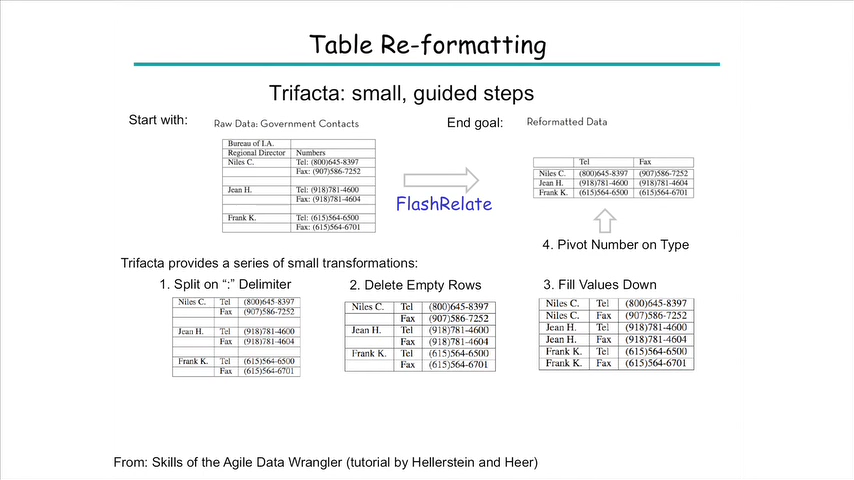 Table Re-formatting
Trifacta: small, guided steps
Start with:
Raw Data: Government Contacts
End goal:
Reformatted Data
Bureau of I.A.
Regional Director Numbers
Niles C. Tel: (800)645-8397
Fax: (907)586-7252
Jean H. Tel: (918)781-4600
Fax: (918)781-4604
Frank K. Tel: (615)564-6500
Fax: (615)564-6701
FlashRelate
Tel Fax
Niles C. (800)645-8397 (907)586-7252
Jean H. (918)781-4600 (918)781-4604
Frank K. (615)564-6500 (615)564-6701
4. Pivot Number on Type
Trifacta provides a series of small transformations:
1. Split on “:” Delimiter
Niles C. Tel (800)645-8397
Fax (907)586-7252
Jean H. Tel (918)781-4600
Fax (918)781-4604
Frank K. Tel (615)564-6500
Fax (615)564-6701
2. Delete Empty Rows
Niles C. Tel (800)645-8397
Fax (907)586-7252
Jean H. Tel (918)781-4600
Fax (918)781-4604
Frank K. Tel (615)564-6500
Fax (615)564-6701
3. Fill Values Down
Niles C. Tel (800)645-8397
Niles C. Fax (907)586-7252
Jean H. Tel (918)781-4600
Jean H. Fax (918)781-4604
Frank K. Tel (615)564-6500
Frank K. Fax (615)564-6701
From: Skills of the Agile Data Wrangler (tutorial by Hellerstein and Heer)